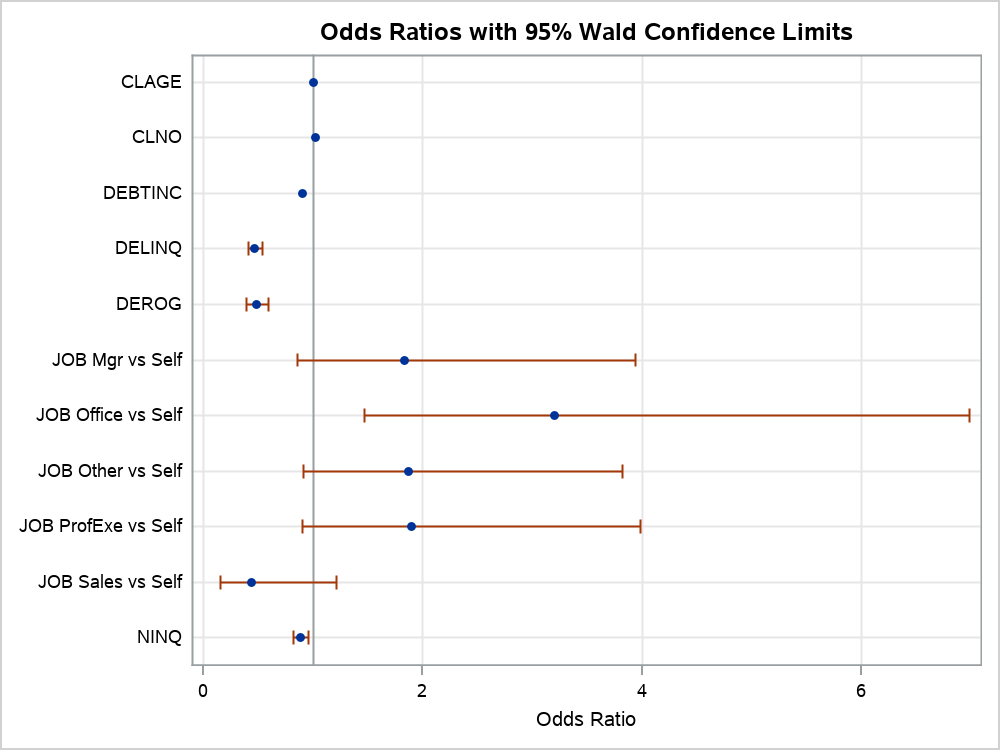 Odds Ratios with 95% Wald Confidence Limits
CLAGE
CLNO
DEBTINC
DELINQ
DEROG
JOB Mgr vs Self
JOB Office vs Self
JOB Other vs Self
JOB ProfExe vs Self
JOB Sales vs Self
NINQ
0 2 4 6
Odds Ratio